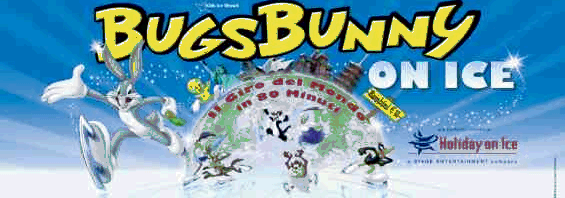 BUGSBUNNY
ON ICE
Il Giro del Mondo
in 80 Minuti
Holiday on Ice
a STAGE ENTERTAINMENT company